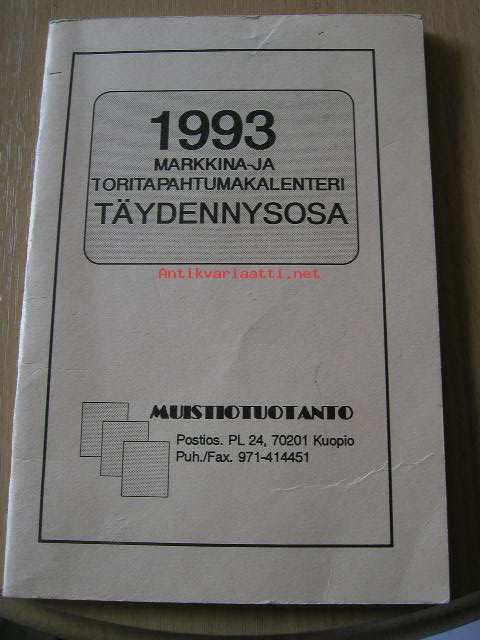 1993
MARKKINA-JA
TORITAPAHTUMAKALENTERI
TÄYDENNYSOSA
Antikvariaatti.net
MUISTIOTUOTANTO
Postios. PL 24, 70201 Kuopio
Puh./Fax. 971-414451